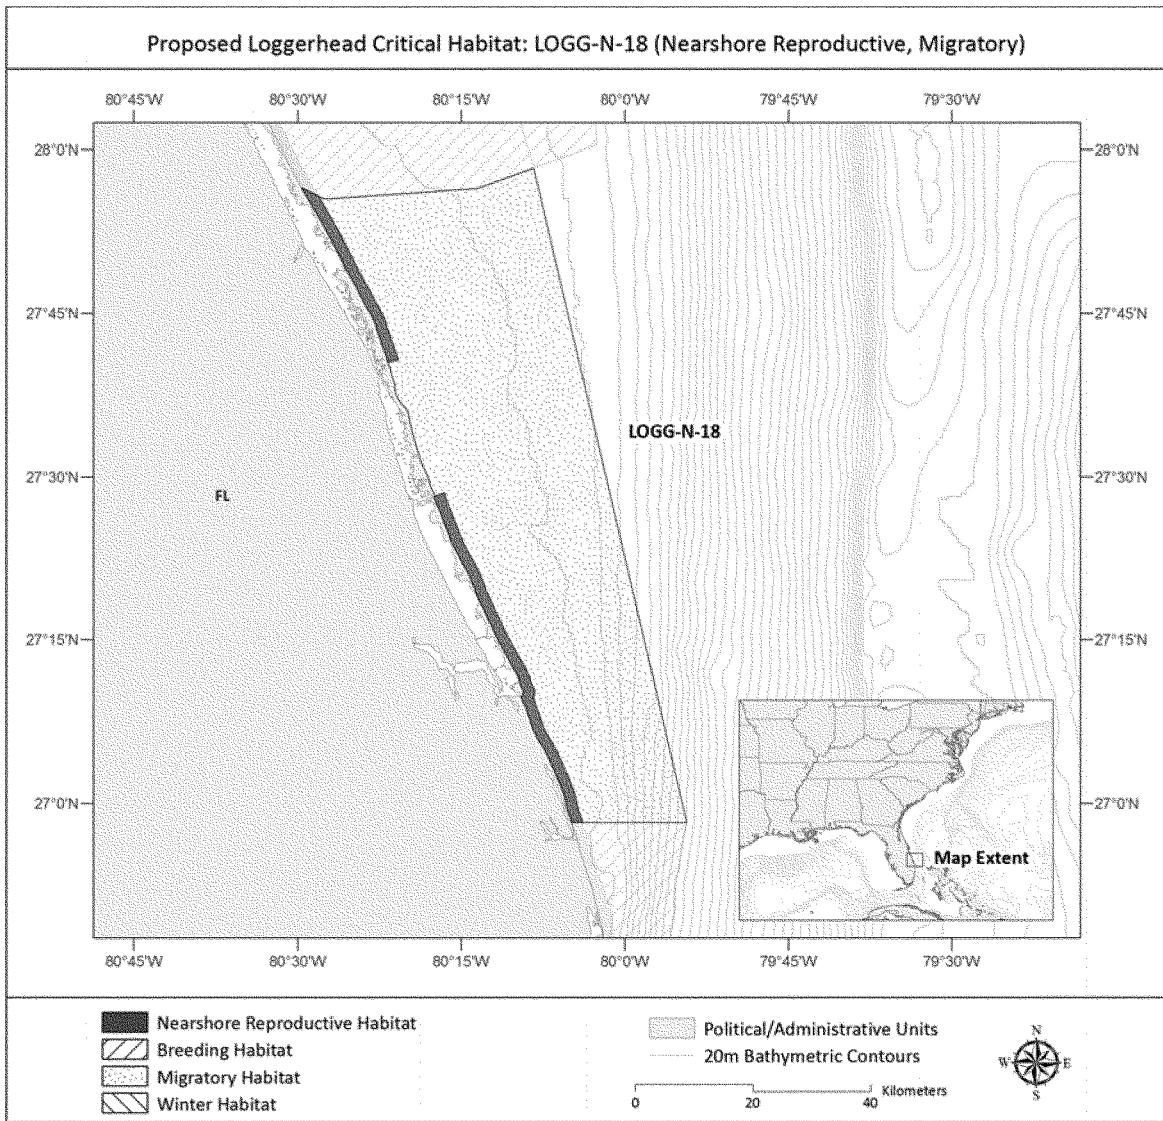 Proposed Loggerhead Critical Habitat: LOGG-N-18 (Nearshore Reproductive, Migratory)
80°45'W 80°30'W 80°15'W 80°0'W 79°45'W 79°30'W
28°0'N 28°0'N
27°45'N 27°45'N
LOGG-N-18
27°30'N 27°30'N
FL
27°15'N 27°15'N
27°0'N 27°0'N
Map Extent
80°45'W 80°30'W 80°15'W 80°0'W 79°45'W 79°30'W
Nearshore Reproductive Habitat
Breeding Habitat
Migratory Habitat
Winter Habitat
Political/Administrative Units
20m Bathymetric Contours
Kilometers
0 20 40
N
W E
S